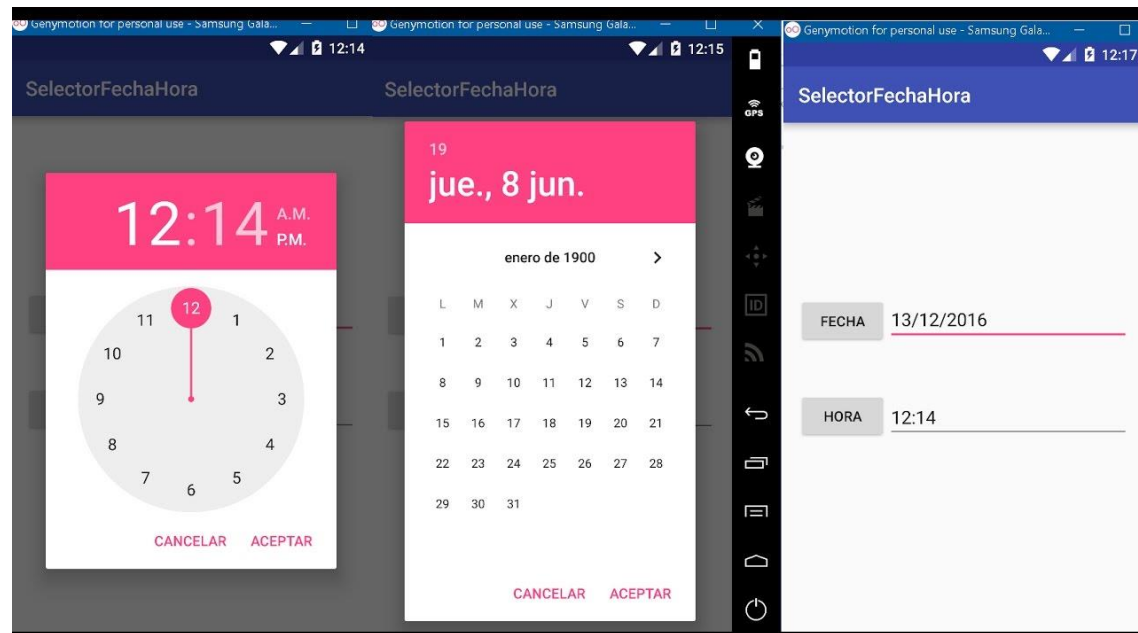 Genymotion for personal use - Samsung Gala...
12:14
SelectorFechaHora
12:14
A.M.
P.M.
12
11 1
10 2
9 3
8 4
7 5
6
CANCELAR ACEPTAR
Genymotion for personal use - Samsung Gala...
12:15
SelectorFechaHora
19
jue., 8 jun.
enero de 1900
L M X J V S D
1 2 3 4 5 6 7
8 9 10 11 12 13 14
15 16 17 18 19 20 21
22 23 24 25 26 27 28
29 30 31
CANCELAR ACEPTAR
GPS
ID
Genymotion for personal use - Samsung Gala...
12:17
SelectorFechaHora
FECHA 13/12/2016
HORA 12:14